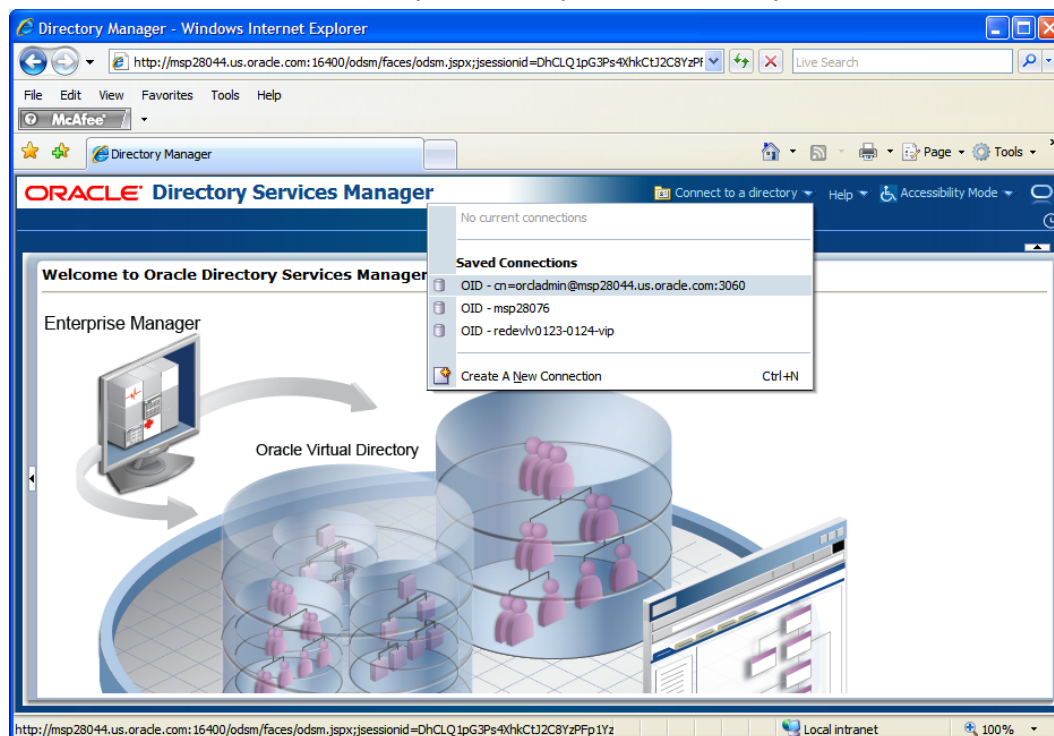 Directory Manager - Windows Internet Explorer
http://msp28044.us.oracle.com:16400/odsm/faces/odsm.jspx;jsessionid=DhCLQ1pG3Ps4XhkCtJ2C8YzPf
Live Search
File Edit View Favorites Tools Help
McAfee
Directory Manager
Page Tools
ORACLE Directory Services Manager
Connect to a directory Help Accessibility Mode
No current connections
Saved Connections
Welcome to Oracle Directory Services Manager
OID - cn=orcladmin@msp28044.us.oracle.com:3060
OID - msp28076
OID - redevlv0123-0124-vip
Enterprise Manager
Create A New Connection Ctrl+N
Oracle Virtual Directory
http://msp28044.us.oracle.com:16400/odsm/faces/odsm.jspx;jsessionid=DhCLQ1pG3Ps4XhkCtJ2C8YzPFp1Yz
Local intranet
100%